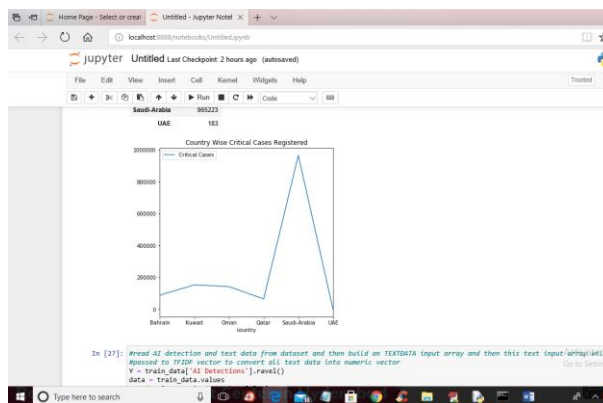 Home Page - Select or creat
Untitled - Jupyter Notel
localhost:8888/notebooks/Untitled.ipynb
jupyter Untitled Last Checkpoint: 2 hours ago (autosaved)
File Edit View Insert Cell Kernel Widgets Help
Trusted
Run Code
Saudi-Arabia 965223
UAE 183
Country Wise Critical Cases Registered
1000000
Critical Cases
800000
600000
400000
200000
0
Bahrain Kuwait Oman Qatar Saudi-Arabia UAE
country
In [27]: #read AI detection and text data from dataset and then build an TEXTDATA input array and then this text input array wil
#passed to TFIDF vector to convert all text data into numeric vector
Go to Settin
Y = train_data['AI Detections'].ravel()
data = train_data.values
Type here to search